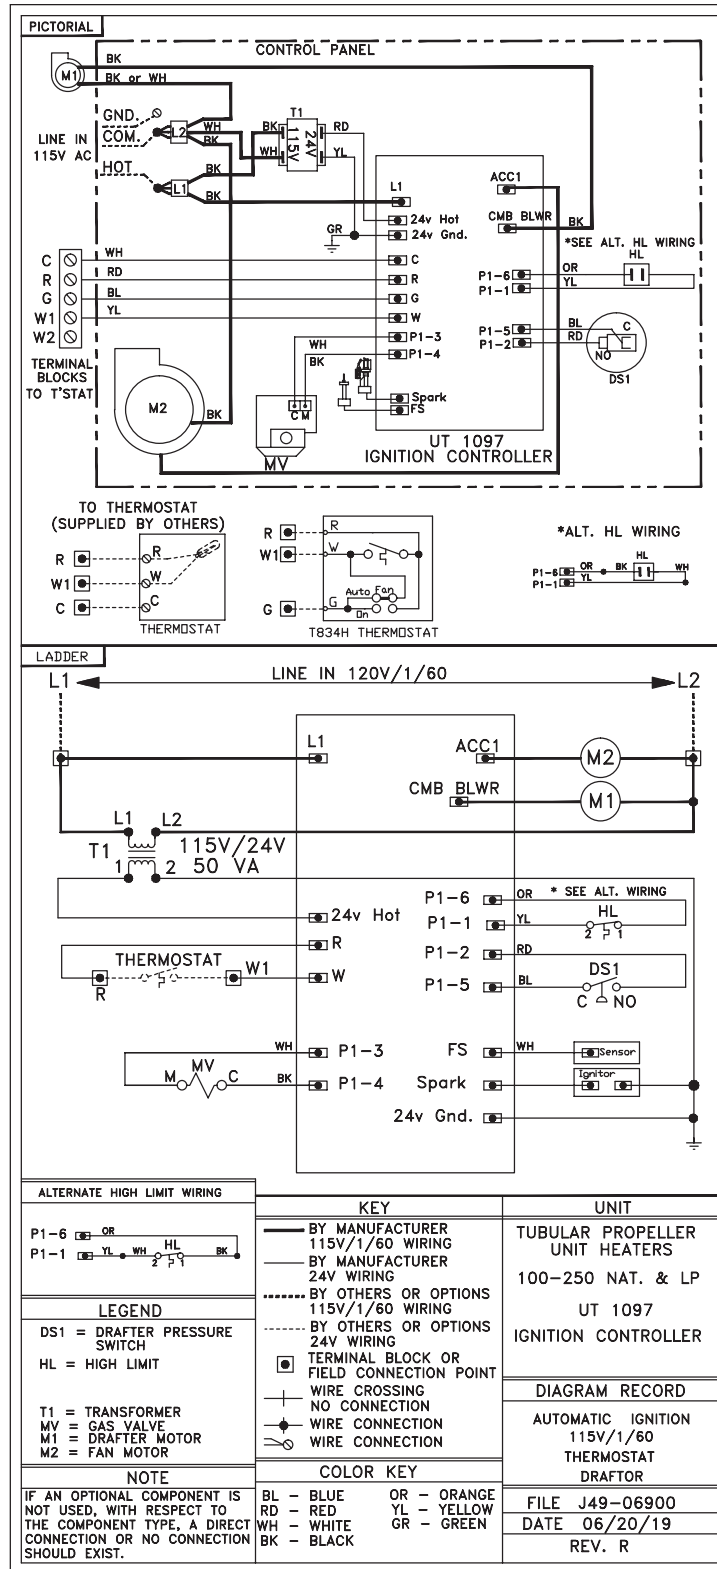 PICTORIAL
CONTROL PANEL
M1
BK
BK or WH
GND.
COM.
LINE IN
115V AC
HOT
L2
WH
BK
L1
BK
BK
T1
BK
WH
115V
24V
RD
YL
GR
L1
ACC1
24v Hot
24v Gnd.
CMB BLWR
BK
*SEE ALT. HL WIRING
HL
C
WH
C
R
RD
R
G
BL
G
W1
YL
W
W2
P1-6
OR
P1-1
YL
P1-5
BL
C
P1-2
RD
NO
DS1
WH
P1-3
BK
P1-4
TERMINAL
BLOCKS
TO T'STAT
M2
BK
C M
MV
Spark
FS
UT 1097
IGNITION CONTROLLER
TO THERMOSTAT
(SUPPLIED BY OTHERS)
R
R
W1
W
C
C
THERMOSTAT
R
R
W1
W
Auto Fan
G
G
On
T834H THERMOSTAT
*ALT. HL WIRING
HL
P1-6
OR
BK
WH
P1-1
YL
LADDER
L1
LINE IN 120V/1/60
L2
L1
ACC1
M2
CMB BLWR
M1
L1
L2
T1
115V/24V
1
2
50 VA
P1-6
OR
* SEE ALT. WIRING
24v Hot
P1-1
YL
HL
2
1
R
P1-2
RD
THERMOSTAT
W1
W
R
P1-5
BL
DS1
C
NO
WH
P1-3
FS
WH
Sensor
M
MV
C
BK
P1-4
Spark
Ignitor
24v Gnd.
ALTERNATE HIGH LIMIT WIRING
P1-6
OR
P1-1
YL
WH
HL
2
1
BK
LEGEND
DS1 = DRAFTER PRESSURE
SWITCH
HL = HIGH LIMIT
T1 = TRANSFORMER
MV = GAS VALVE
M1 = DRAFTER MOTOR
M2 = FAN MOTOR
NOTE
IF AN OPTIONAL COMPONENT IS
NOT USED, WITH RESPECT TO
THE COMPONENT TYPE, A DIRECT
CONNECTION OR NO CONNECTION
SHOULD EXIST.
KEY
BY MANUFACTURER
115V/1/60 WIRING
BY MANUFACTURER
24V WIRING
BY OTHERS OR OPTIONS
115V/1/60 WIRING
BY OTHERS OR OPTIONS
24V WIRING
TERMINAL BLOCK OR
FIELD CONNECTION POINT
WIRE CROSSING
NO CONNECTION
WIRE CONNECTION
WIRE CONNECTION
COLOR KEY
BL - BLUE
OR - ORANGE
RD - RED
YL - YELLOW
WH - WHITE
GR - GREEN
BK - BLACK
UNIT
TUBULAR PROPELLER
UNIT HEATERS
100-250 NAT. & LP
UT 1097
IGNITION CONTROLLER
DIAGRAM RECORD
AUTOMATIC IGNITION
115V/1/60
THERMOSTAT
DRAFTOR
FILE J49-06900
DATE 06/20/19
REV. R